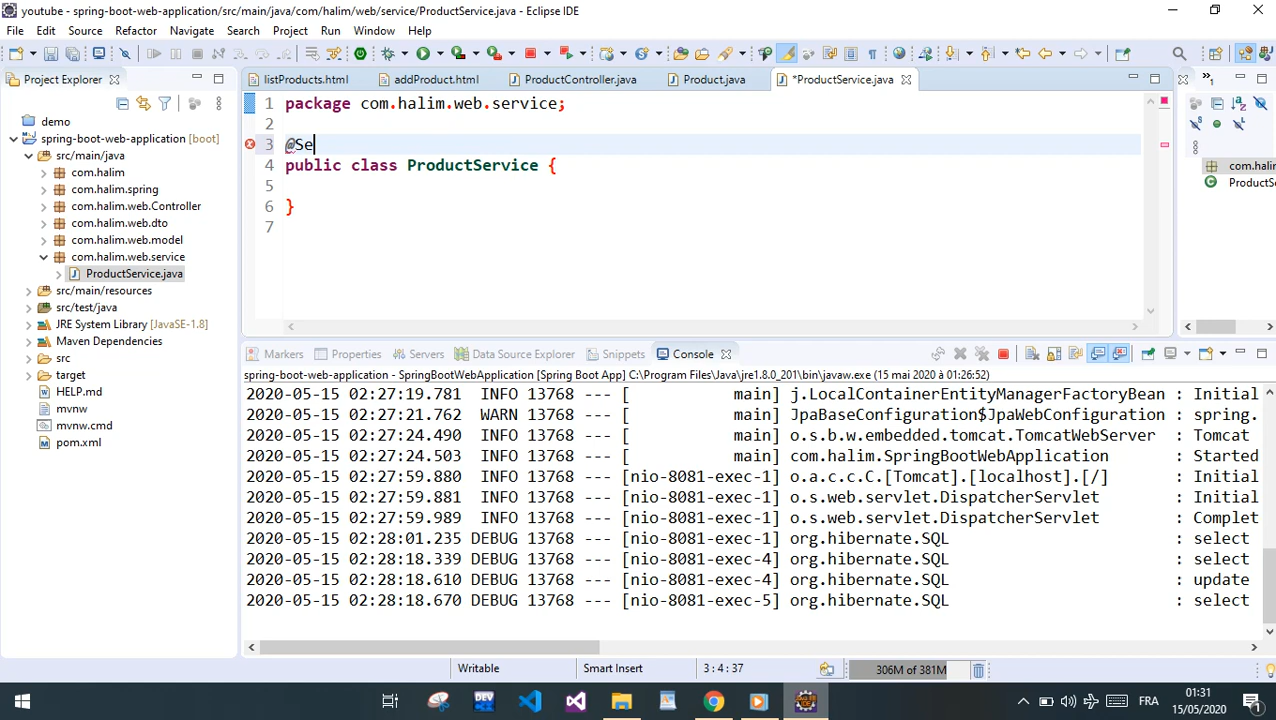 youtube - spring-boot-web-application/src/main/java/com/halim/web/service/ProductService.java - Eclipse IDE
File Edit Source Refactor Navigate Search Project Run Window Help
Project Explorer
listProducts.html
addProduct.html
ProductController.java
Product.java
*ProductService.java
demo
spring-boot-web-application [boot]
src/main/java
com.halim
com.halim.spring
com.halim.web.Controller
com.halim.web.dto
com.halim.web.model
com.halim.web.service
ProductService.java
src/main/resources
src/test/java
JRE System Library [JavaSE-1.8]
Maven Dependencies
src
target
HELP.md
mvnw
mvnw.cmd
pom.xml
1 package com.halim.web.service;
2
3 @Se
4 public class ProductService {
5
6 }
7
com.halin
ProductS
Markers Properties Servers Data Source Explorer Snippets Console
spring-boot-web-application - SpringBootWebApplication [Spring Boot App] C:\Program Files\Java\jre1.8.0_201\bin\javaw.exe (15 mai 2020 à 01:26:52)
2020-05-15 02:27:19.781 INFO 13768 --- [ main] j.LocalContainerEntityManagerFactoryBean : Initial
2020-05-15 02:27:21.762 WARN 13768 --- [ main] JpaBaseConfiguration$JpaWebConfiguration : spring.
2020-05-15 02:27:24.490 INFO 13768 --- [ main] o.s.b.w.embedded.tomcat.TomcatWebServer : Tomcat
2020-05-15 02:27:24.503 INFO 13768 --- [ main] com.halim.SpringBootWebApplication : Started
2020-05-15 02:27:59.880 INFO 13768 --- [nio-8081-exec-1] o.a.c.c.C.[Tomcat].[localhost].[/] : Initial
2020-05-15 02:27:59.881 INFO 13768 --- [nio-8081-exec-1] o.s.web.servlet.DispatcherServlet : Initial
2020-05-15 02:27:59.989 INFO 13768 --- [nio-8081-exec-1] o.s.web.servlet.DispatcherServlet : Complet
2020-05-15 02:28:01.235 DEBUG 13768 --- [nio-8081-exec-1] org.hibernate.SQL : select
2020-05-15 02:28:18.339 DEBUG 13768 --- [nio-8081-exec-4] org.hibernate.SQL : select
2020-05-15 02:28:18.610 DEBUG 13768 --- [nio-8081-exec-4] org.hibernate.SQL : update
2020-05-15 02:28:18.670 DEBUG 13768 --- [nio-8081-exec-5] org.hibernate.SQL : select
Writable Smart Insert 3 : 4 : 37 306M of 381M
FRA
01:31
15/05/2020